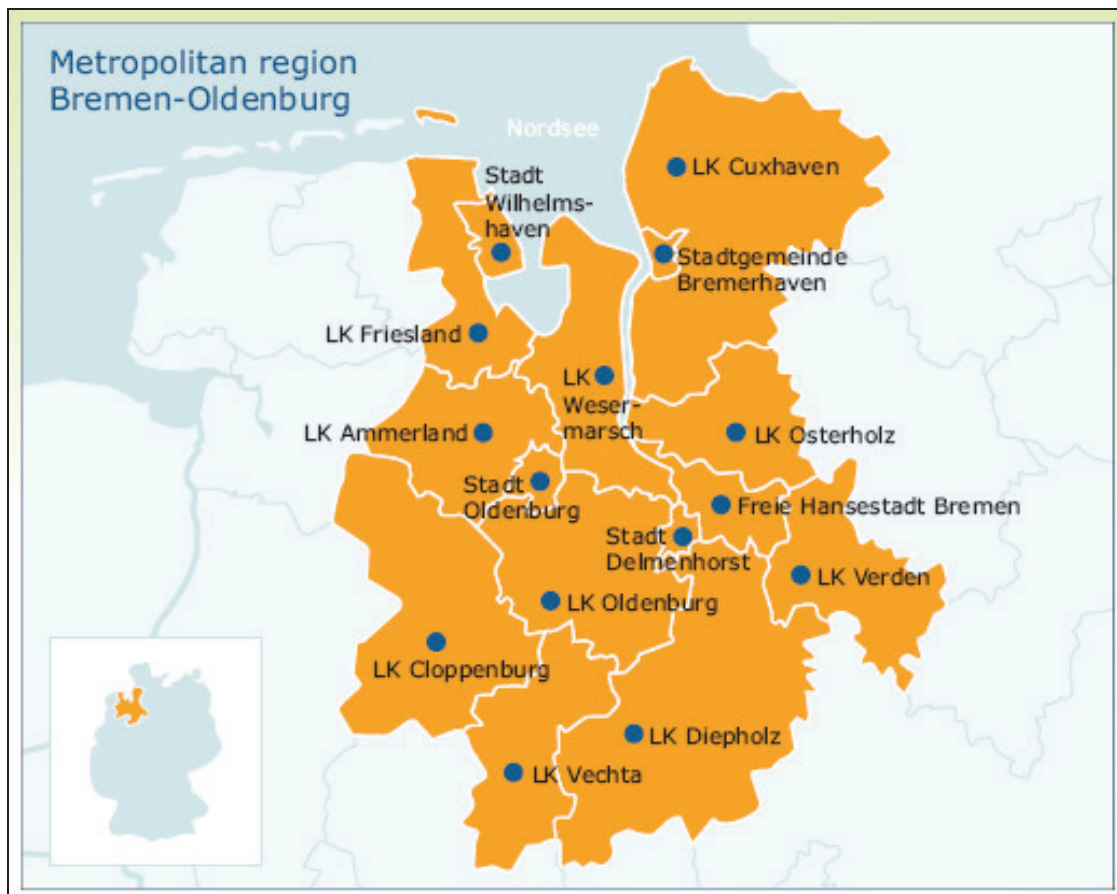 Metropolitan region
Bremen-Oldenburg
Nordsee
LK Cuxhaven
Stadt
Wilhelms-
haven
Stadtgemeinde
Bremerhaven
LK Friesland
LK
Weser-
marsch
LK Ammerland
LK Osterholz
Stadt
Oldenburg
Freie Hansestadt Bremen
Stadt
Delmenhorst
LK Verden
LK Oldenburg
LK Cloppenburg
LK Diepholz
LK Vechta